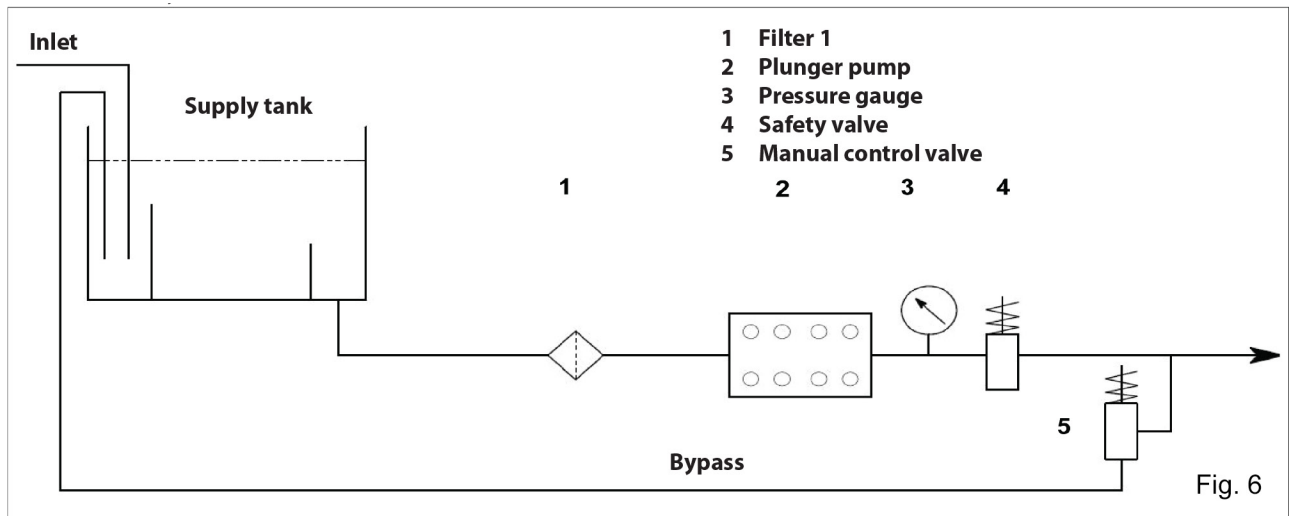 Inlet
Supply tank
1 Filter 1
2 Plunger pump
3 Pressure gauge
4 Safety valve
5 Manual control valve
1 2 3 4
5
Bypass
Fig. 6